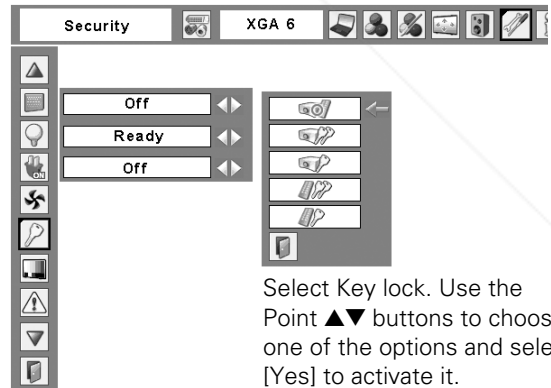 Security XGA 6
Off
Ready
Off
ON
Select Key lock. Use the
Point ▲▼ buttons to choos
one of the options and sele
[Yes] to activate it.